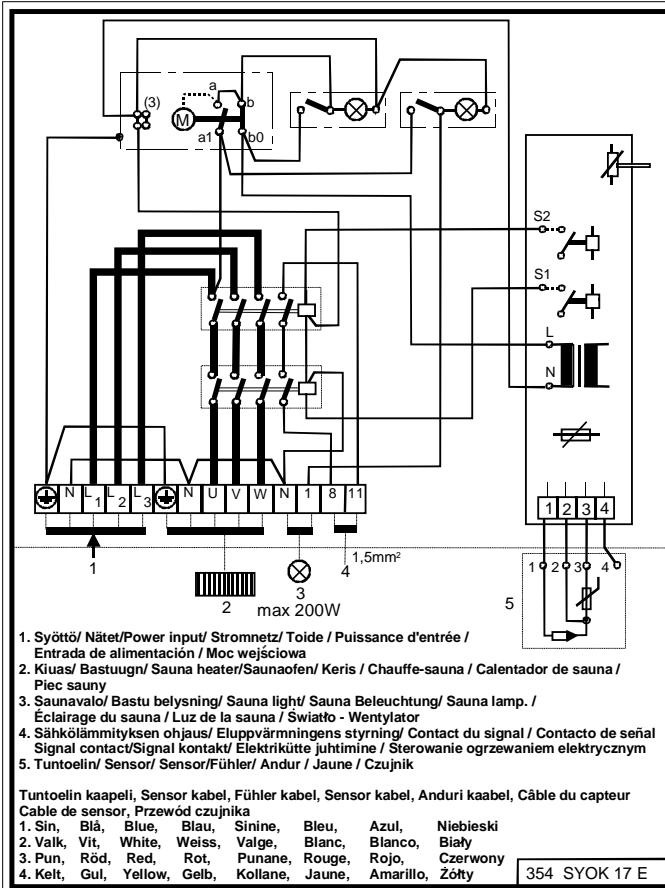 (3)
a
b
M
a1
b0
S2
S1
L
N
N L1 L2 L3 N U V W N 1 8 11
1 2 3 4
1
2
3
4
1,5mm²
max 200W
1 2 3 4
5
1. Syöttö/ Nätet/Power input/ Stromnetz/ Toide / Puissance d'entrée /
Entrada de alimentación / Moc wejściowa
2. Kiuas/ Bastuugn/ Sauna heater/Saunaofen/ Keris / Chauffe-sauna / Calentador de sauna /
Piec sauny
3. Saunavalo/ Bastu belysning/ Sauna light/ Sauna Beleuchtung/ Sauna lamp. /
Éclairage du sauna / Luz de la sauna / Światło - Wentylator
4. Sähkölämmityksen ohjaus/ Eluppvärmningens styrning/ Contact du signal / Contacto de señal
Signal contact/Signal kontakt/ Elektrikütte juhtimine / Sterowanie ogrzewaniem elektrycznym
5. Tuntoelin/ Sensor/ Sensor/Fühler/ Andur / Jaune / Czujnik
Tuntoelin kaapeli, Sensor kabel, Fühler kabel, Sensor kabel, Anduri kaabel, Câble du capteur
Cable de sensor, Przewód czujnika
1. Sin, Blå, Blue, Blau, Sinine, Bleu, Azul, Niebieski
2. Valk, Vit, White, Weiss, Valge, Blanc, Blanco, Biały
3. Pun, Röd, Red, Rot, Punane, Rouge, Rojo, Czerwony
4. Kelt, Gul, Yellow, Gelb, Kollane, Jaune, Amarillo, Żółty
354 SYOK 17 E